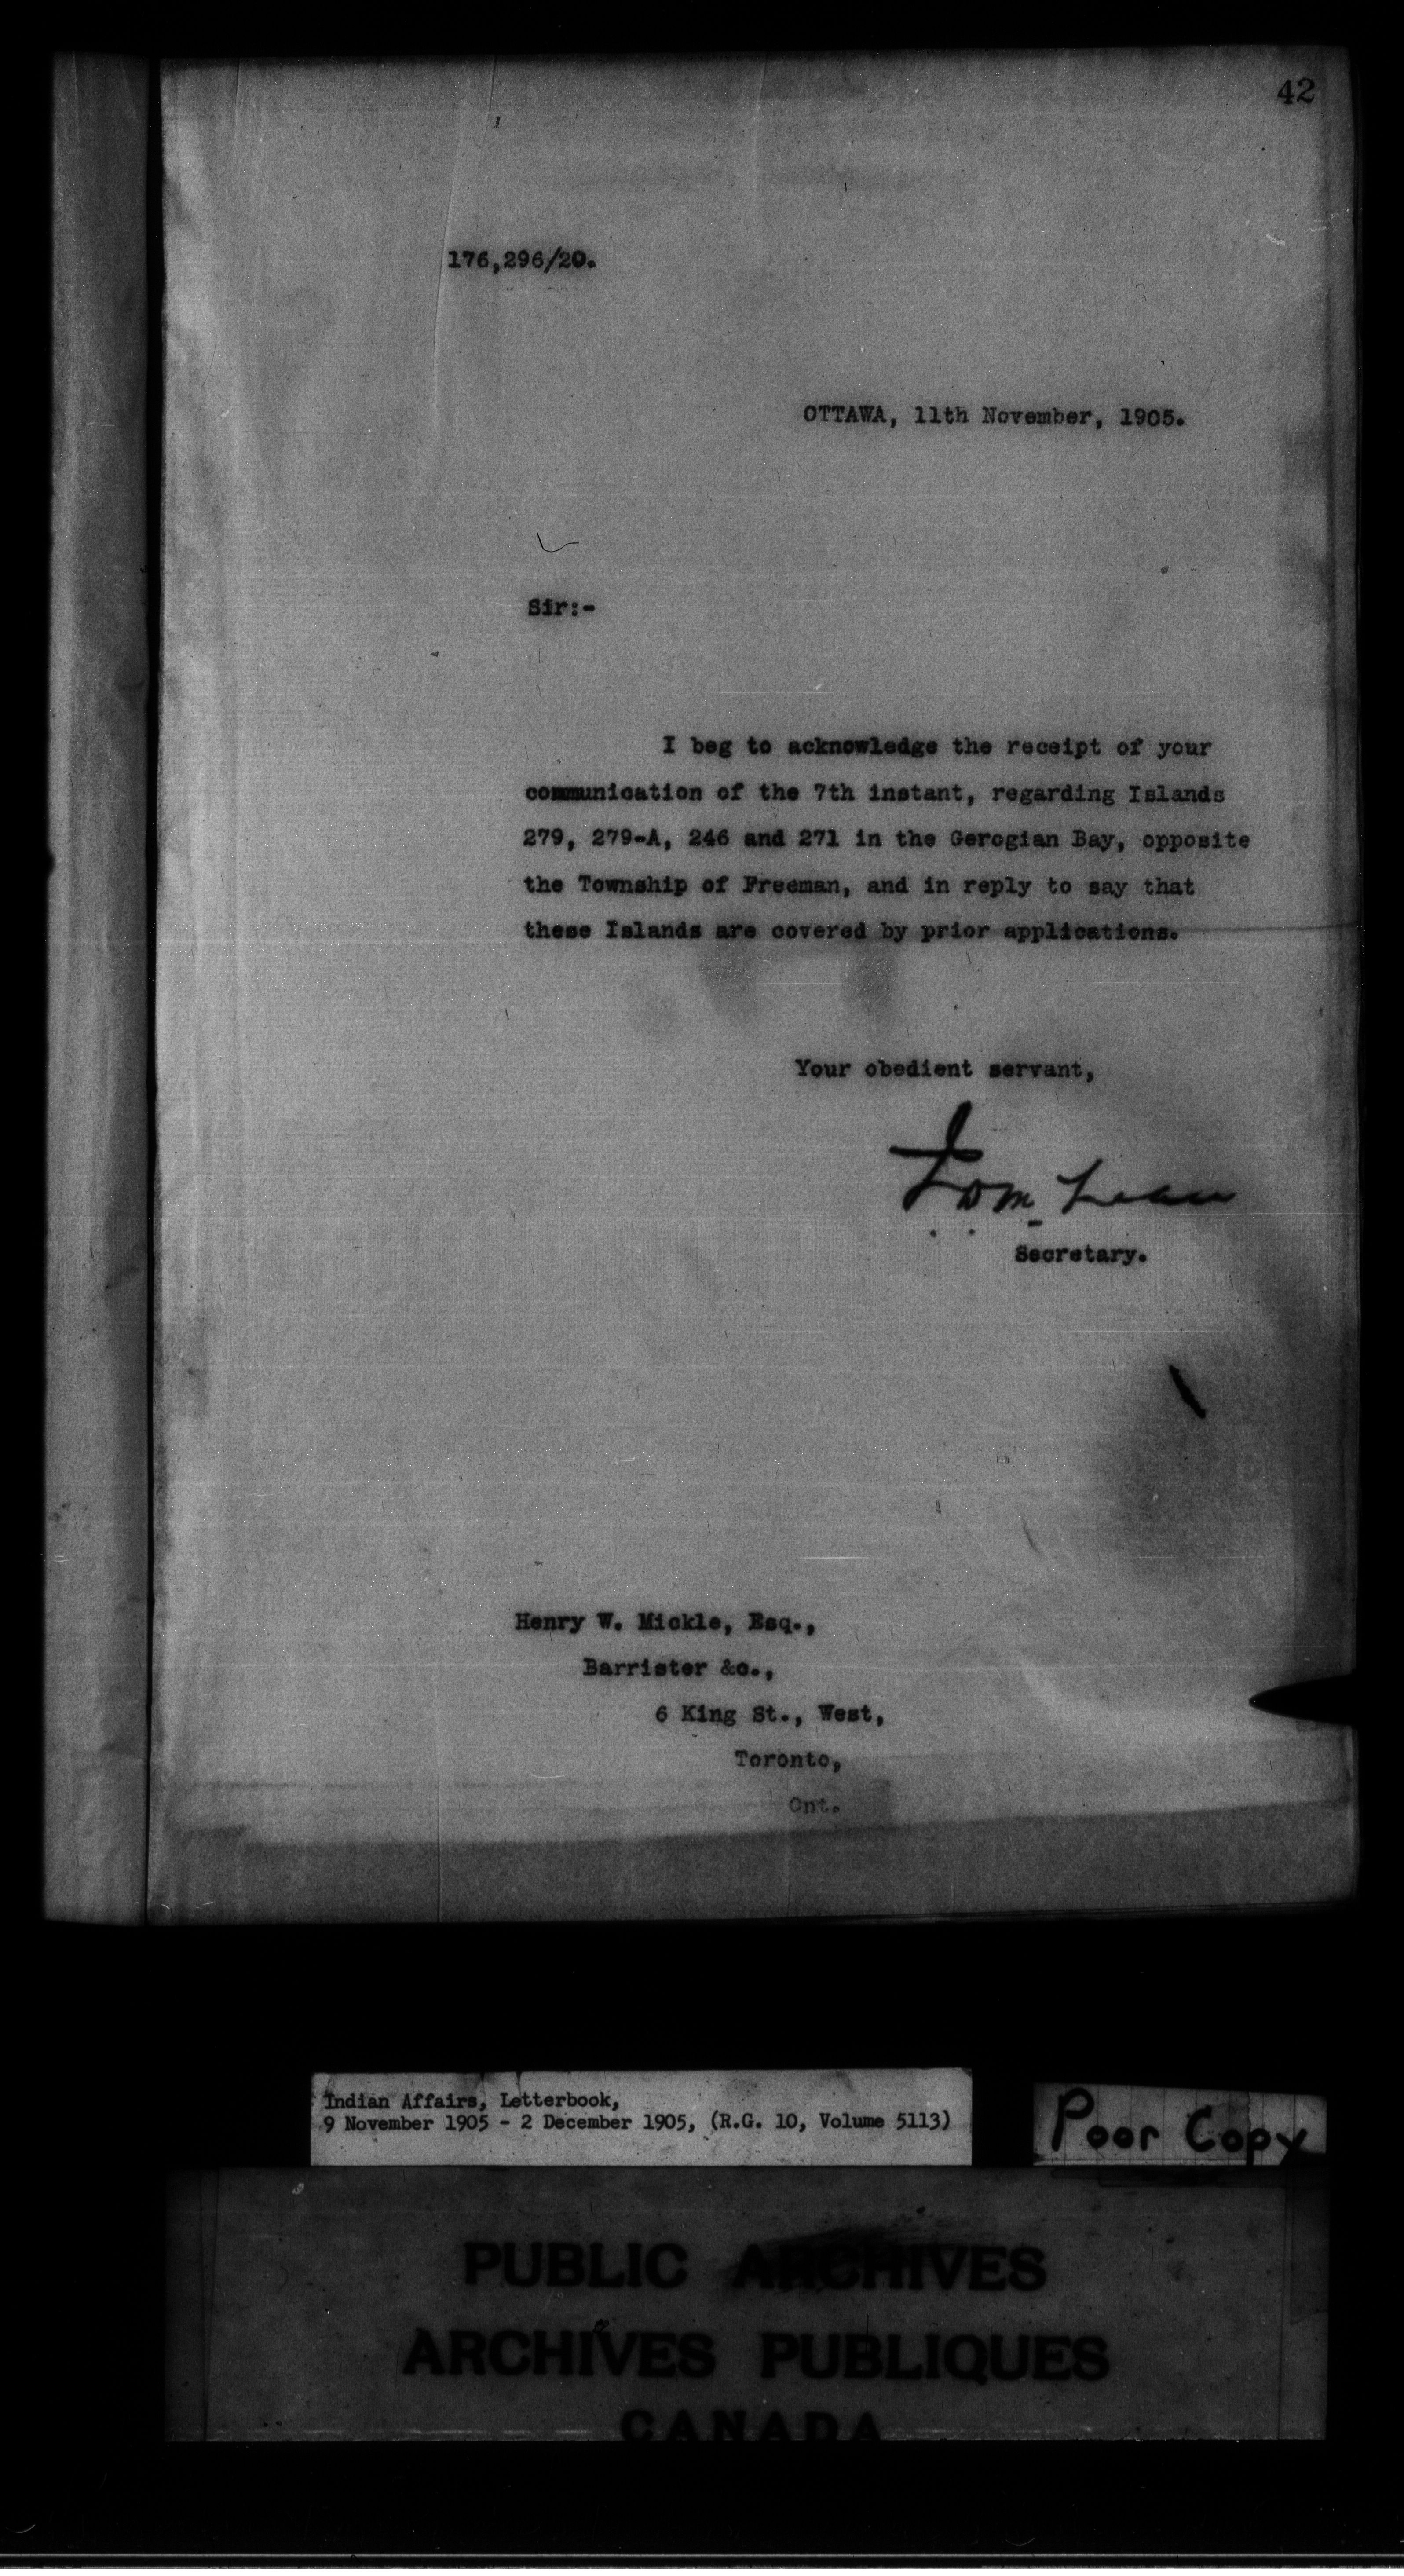 42
176,296/20.
OTTAWA, 11th November, 1905.
Sir:-
I beg to acknowledge the receipt of your
communication of the 7th instant, regarding Islands
279, 279-A, 246 and 271 in the Gerogian Bay, opposite
the Township of Freeman, and in reply to say that
these Islands are covered by prior applications.
Your obedient servant,
Secretary.
Henry W. Mickle, Esq.,
Barrister &c.,
6 King St., West,
Toronto,
Ont.
Indian Affairs, Letterbook,
9 November 1905 - 2 December 1905, (R.G. 10, Volume 5113)
Poor Copy
PUBLIC ARCHIVES
ARCHIVES PUBLIQUES
CANADA